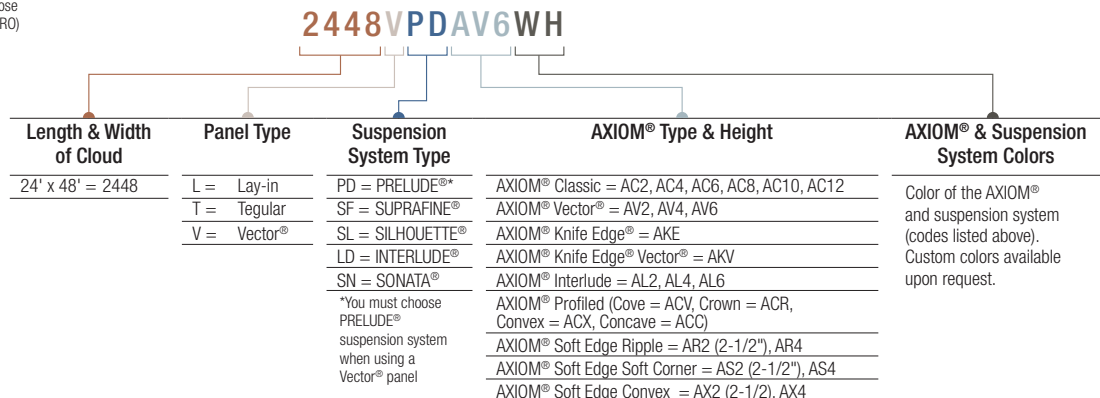 ose
RO)
2448VPDAV6WH
Length & Width
of Cloud
24' x 48' = 2448
Panel Type
L = Lay-in
T = Tegular
V = Vector®
Suspension
System Type
PD = PRELUDE®*
SF = SUPRAFINE®
SL = SILHOUETTE®
LD = INTERLUDE®
SN = SONATA®
*You must choose
PRELUDE®
suspension system
when using a
Vector® panel
AXIOM® Type & Height
AXIOM® Classic = AC2, AC4, AC6, AC8, AC10, AC12
AXIOM® Vector® = AV2, AV4, AV6
AXIOM® Knife Edge® = AKE
AXIOM® Knife Edge® Vector® = AKV
AXIOM® Interlude = AL2, AL4, AL6
AXIOM® Profiled (Cove = ACV, Crown = ACR,
Convex = ACX, Concave = ACC)
AXIOM® Soft Edge Ripple = AR2 (2-1/2"), AR4
AXIOM® Soft Edge Soft Corner = AS2 (2-1/2"), AS4
AXIOM® Soft Edge Convex = AX2 (2-1/2), AX4
AXIOM® & Suspension
System Colors
Color of the AXIOM®
and suspension system
(codes listed above).
Custom colors available
upon request.